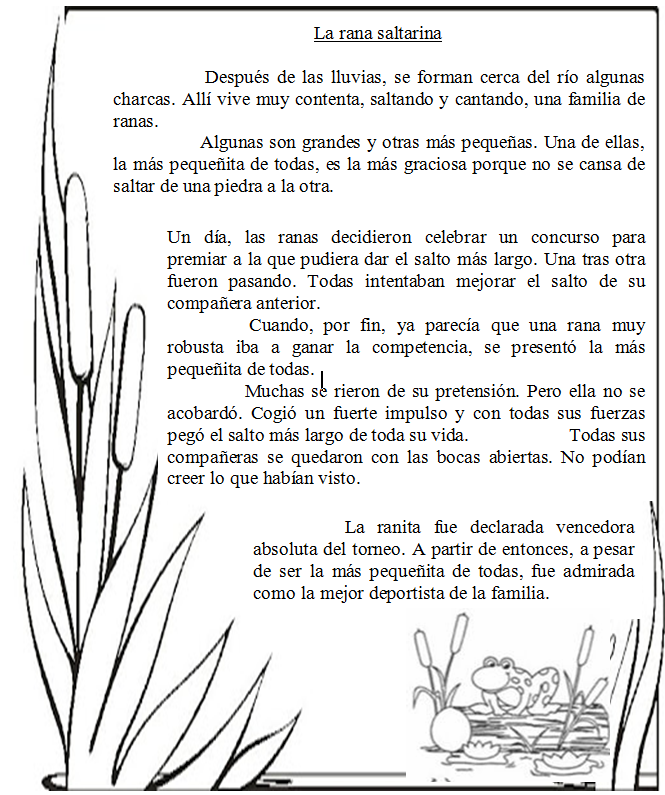 La rana saltarina
Después de las lluvias, se forman cerca del río algunas
charcas. Allí vive muy contenta, saltando y cantando, una familia de
ranas.
Algunas son grandes y otras más pequeñas. Una de ellas,
la más pequeñita de todas, es la más graciosa porque no se cansa de
saltar de una piedra a la otra.
Un día, las ranas decidieron celebrar un concurso para
premiar a la que pudiera dar el salto más largo. Una tras otra
fueron pasando. Todas intentaban mejorar el salto de su
compañera anterior.
Cuando, por fin, ya parecía que una rana muy
robusta iba a ganar la competencia, se presentó la más
pequeñita de todas.
Muchas se rieron de su pretensión. Pero ella no se
acobardó. Cogió un fuerte impulso y con todas sus fuerzas
pegó el salto más largo de toda su vida. Todas sus
compañeras se quedaron con las bocas abiertas. No podían
creer lo que habían visto.
La ranita fue declarada vencedora
absoluta del torneo. A partir de entonces, a pesar
de ser la más pequeñita de todas, fue admirada
como la mejor deportista de la familia.